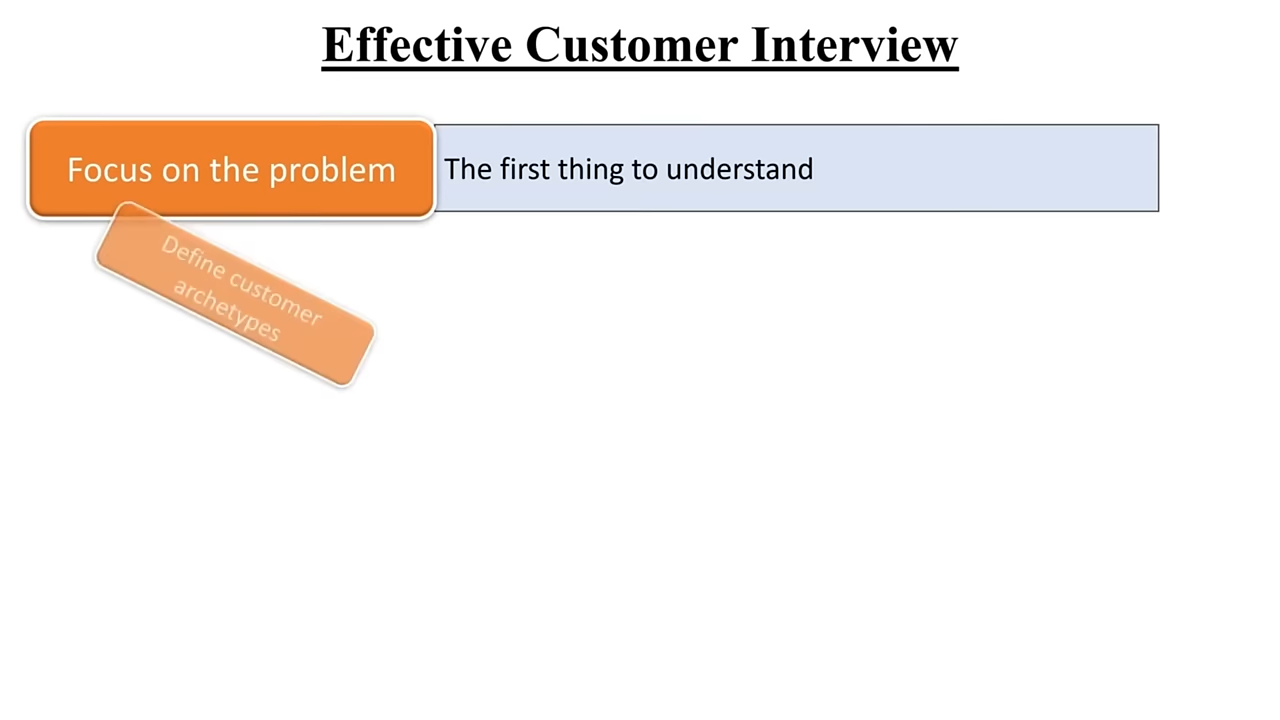 Effective Customer Interview
Focus on the problem
The first thing to understand
Define customer
archetypes